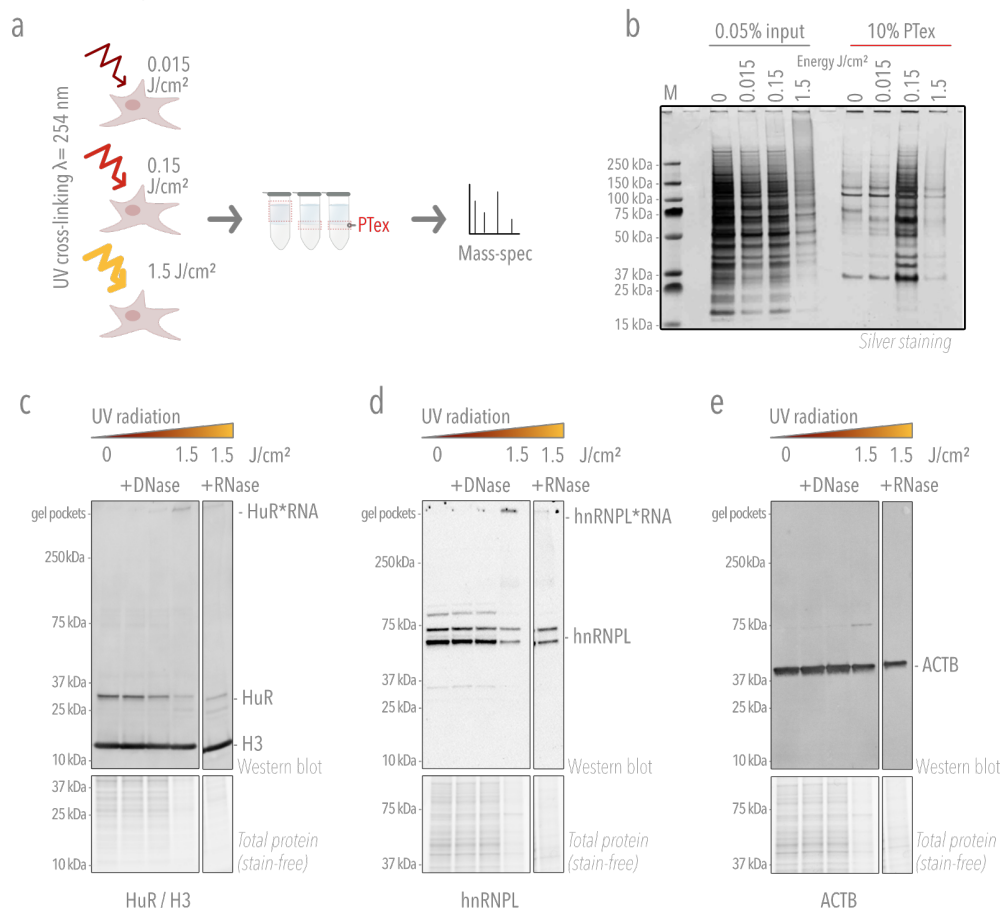 a
UV cross-linking λ= 254 nm
0.015
J/cm²
0.15
J/cm²
1.5 J/cm²
PTex
Mass-spec
b
0.05% input
10% PTex
Energy J/cm²
M
0
0.015
0.15
1.5
0
0.015
0.15
1.5
250 kDa
150 kDa
100 kDa
75 kDa
50 kDa
37 kDa
25 kDa
15 kDa
Silver staining
c
UV radiation
0 1.5 1.5 J/cm²
+DNase +RNase
gel pockets - HuR*RNA
250kDa
75 kDa
37 kDa
- HuR
25 kDa
- H3
10 kDa
Western blot
37 kDa
25 kDa
10 kDa
Total protein
(stain-free)
HuR / H3
d
UV radiation
0 1.5 1.5 J/cm²
+DNase +RNase
gel pockets - hnRNPL*RNA
250kDa
75 kDa
- hnRNPL
37 kDa
25 kDa
10 kDa
Western blot
75 kDa
37 kDa
Total protein
(stain-free)
hnRNPL
e
UV radiation
0 1.5 1.5 J/cm²
+DNase +RNase
gel pockets
250kDa
75 kDa
37 kDa
- ACTB
25 kDa
10 kDa
Western blot
75 kDa
37 kDa
Total protein
(stain-free)
ACTB